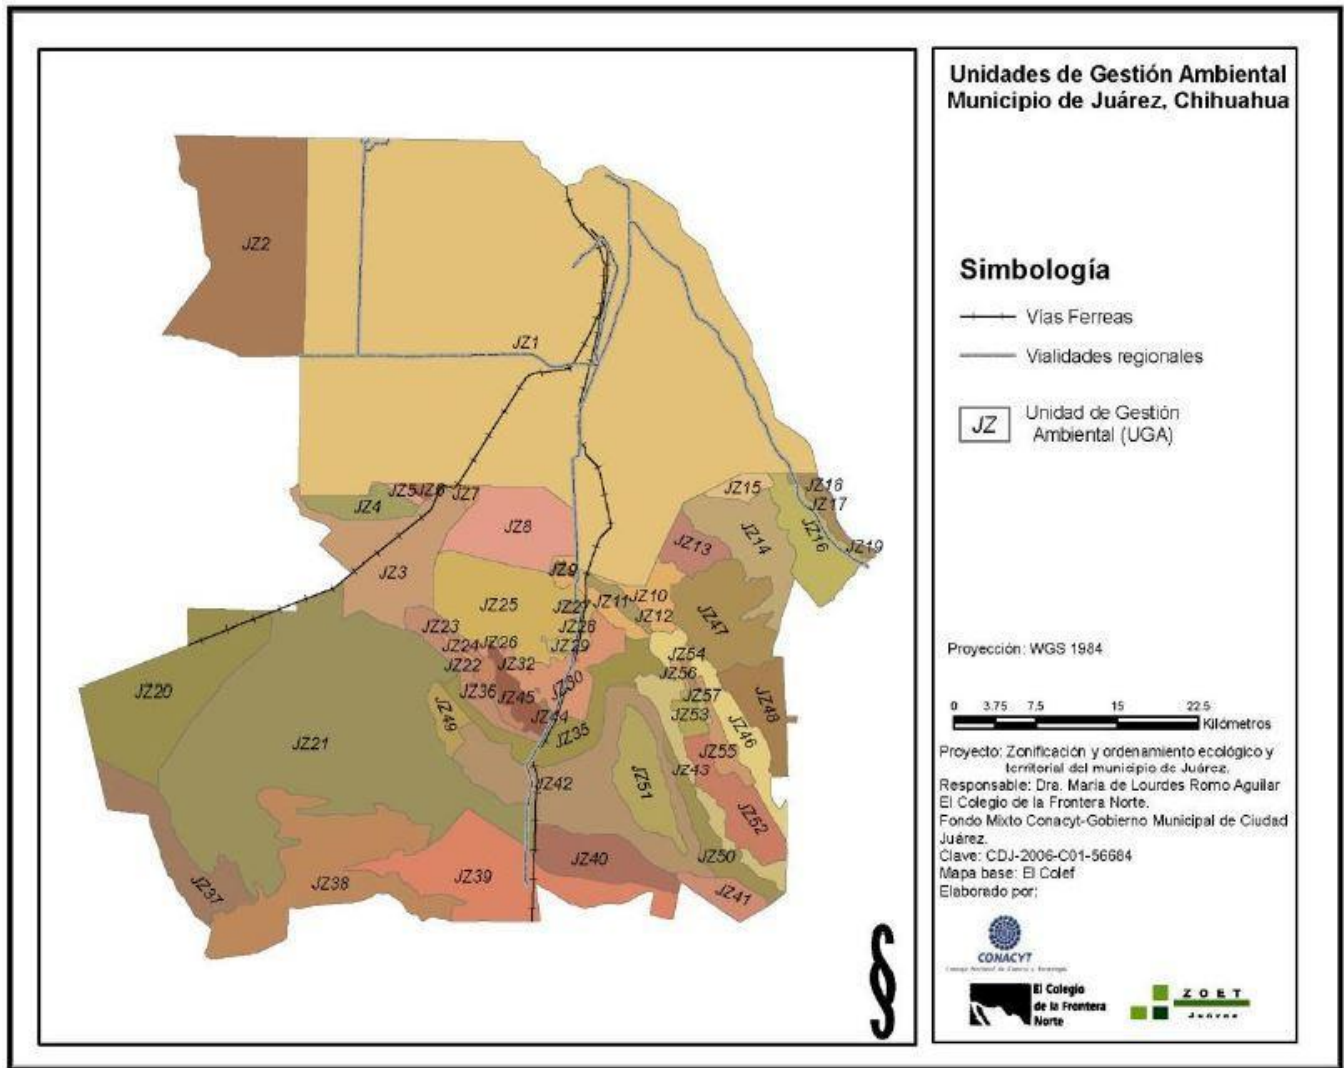 Unidades de Gestión Ambiental
Municipio de Juárez, Chihuahua
Simbología
Vías Ferreas
Vialidades regionales
JZ
Unidad de Gestión
Ambiental (UGA)
Proyección: WGS 1984
0 3.75 7.5 15 22.5
Kilómetros
Proyecto: Zonificación y ordenamiento ecológico y
territorial del municipio de Juárez.
Responsable: Dra. María de Lourdes Romo Aguilar
El Colegio de la Frontera Norte.
Fondo Mixto Conacyt-Gobierno Municipal de Ciudad
Juárez.
Clave: CDJ-2006-C01-56684
Mapa base: El Colef
Elaborado por:
CONACYT
El Colegio
de la Frontera
Norte
ZOET
Juárez
JZ2
JZ1
JZ5
JZ6
JZ7
JZ4
JZ8
JZ15
JZ18
JZ17
JZ16
JZ14
JZ13
JZ19
JZ3
JZ9
JZ10
JZ11
JZ12
JZ25
JZ27
JZ28
JZ29
JZ23
JZ24
JZ26
JZ22
JZ32
JZ47
JZ54
JZ56
JZ57
JZ53
JZ48
JZ46
JZ20
JZ21
JZ36
JZ45
JZ30
JZ44
JZ49
JZ35
JZ55
JZ43
JZ42
JZ51
JZ52
JZ50
JZ40
JZ41
JZ39
JZ38
JZ37
§